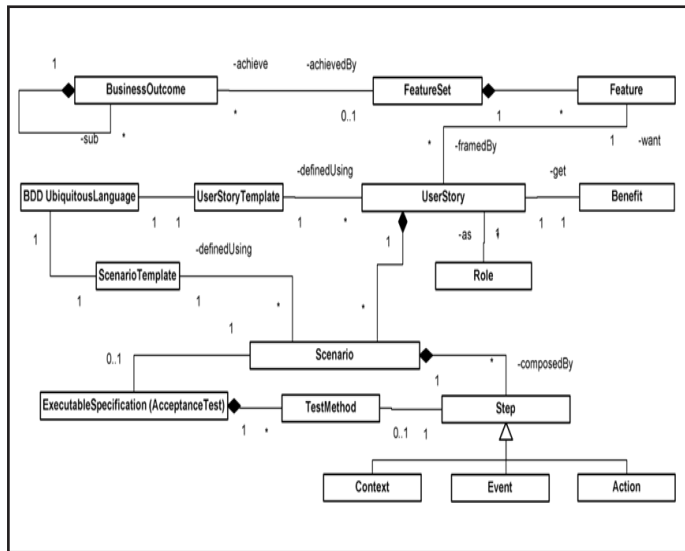 1 -achieve -achievedBy
BusinessOutcome FeatureSet Feature
* 0..1 1 *
-sub *
* -framedBy 1 -want
-definedUsing -get
BDD UbiquitousLanguage UserStoryTemplate UserStory Benefit
1 1 1 * 1 1
1 1 -as 1 *
-definedUsing
ScenarioTemplate Role
1 1 * *
1
Scenario
0..1 * -composedBy
1
ExecutableSpecification (AcceptanceTest) TestMethod Step
1 * 0..1 1
Context Event Action